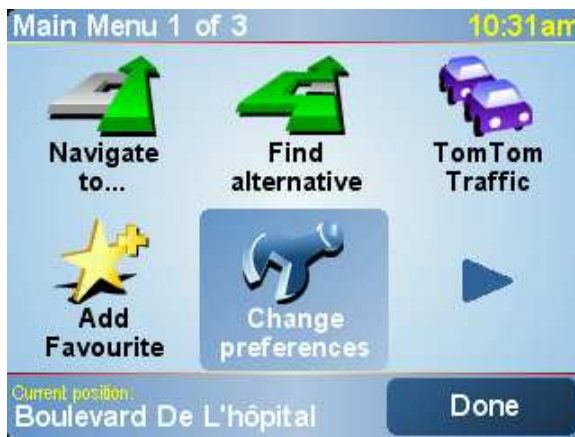 Main Menu 1 of 3
10:31am
Navigate
to...
Find
alternative
TomTom
Traffic
Add
Favourite
Change
preferences
Current position:
Boulevard De L'hôpital
Done